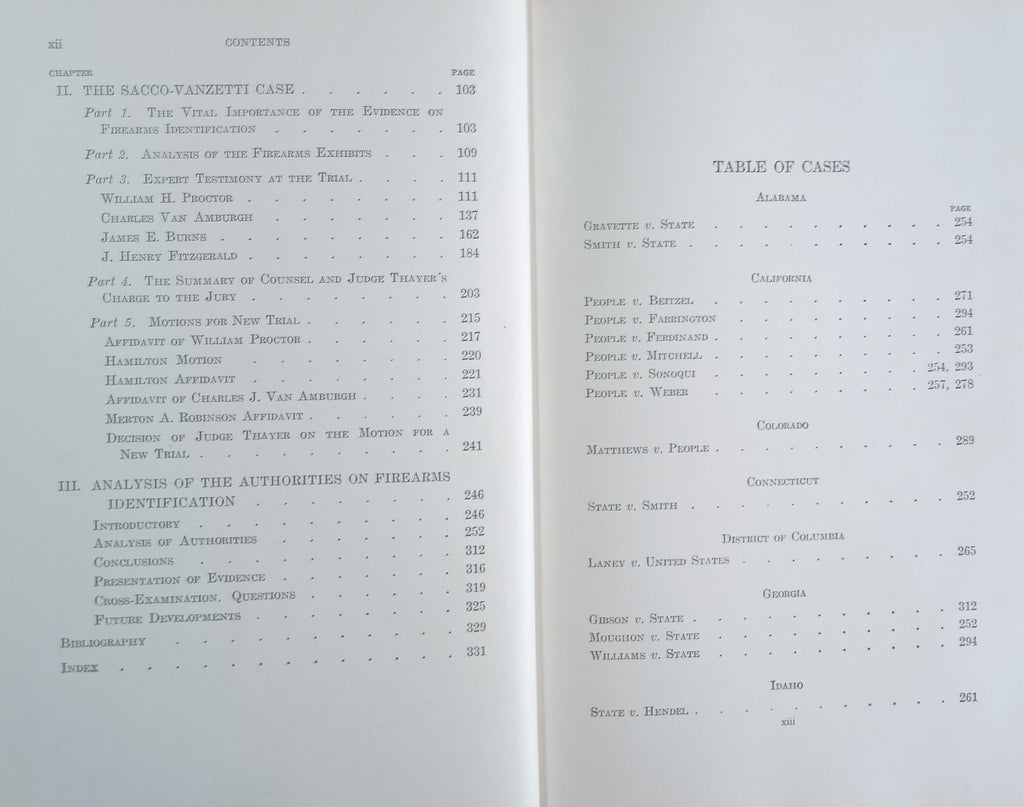 xii CONTENTS
CHAPTER PAGE
II. THE SACCO-VANZETTI CASE . . . . . . 103
Part 1. THE VITAL IMPORTANCE OF THE EVIDENCE ON
FIREARMS IDENTIFICATION . . . . . . . 103
Part 2. ANALYSIS OF THE FIREARMS EXHIBITS . . . 109
Part 3. EXPERT TESTIMONY AT THE TRIAL . . . . 111
WILLIAM H. PROCTOR . . . . . . . . 111
CHARLES VAN AMBURGH . . . . . . . 137
JAMES E. BURNS . . . . . . . . . 162
J. HENRY FITZGERALD . . . . . . . . 184
Part 4. THE SUMMARY OF COUNSEL AND JUDGE THAYER'S
CHARGE TO THE JURY . . . . . . . . 203
Part 5. MOTIONS FOR NEW TRIAL . . . . . . 215
AFFIDAVIT OF WILLIAM PROCTOR . . . . . . 217
HAMILTON MOTION . . . . . . . . 220
HAMILTON AFFIDAVIT . . . . . . . . 221
AFFIDAVIT OF CHARLES J. VAN AMBURGH . . . . 231
MERTON A. ROBINSON AFFIDAVIT . . . . . . 239
DECISION OF JUDGE THAYER ON THE MOTION FOR A
NEW TRIAL . . . . . . . . . . 241
III. ANALYSIS OF THE AUTHORITIES ON FIREARMS
IDENTIFICATION . . . . . . . . 246
INTRODUCTORY . . . . . . . . . . 246
ANALYSIS OF AUTHORITIES . . . . . . . 252
CONCLUSIONS . . . . . . . . . . 312
PRESENTATION OF EVIDENCE . . . . . . . 316
CROSS-EXAMINATION. QUESTIONS . . . . . . 319
FUTURE DEVELOPMENTS . . . . . . . . 325
BIBLIOGRAPHY . . . . . . . . . . . 329
INDEX . . . . . . . . . . . . . 331
TABLE OF CASES
ALABAMA
PAGE
GRAVETTE v. STATE . . . . . . . . . . 254
SMITH v. STATE . . . . . . . . . . . 254
CALIFORNIA
PEOPLE v. BEITZEL . . . . . . . . . . 271
PEOPLE v. FARRINGTON . . . . . . . . . 294
PEOPLE v. FERDINAND . . . . . . . . . . 261
PEOPLE v. MITCHELL . . . . . . . . . . 253
PEOPLE v. SONOQUI . . . . . . . . . 254, 293
PEOPLE v. WEBER . . . . . . . . . 257, 278
COLORADO
MATTHEWS v. PEOPLE . . . . . . . . . . 289
CONNECTICUT
STATE v. SMITH . . . . . . . . . . . 252
DISTRICT OF COLUMBIA
LANEY v. UNITED STATES . . . . . . . . . 265
GEORGIA
GIBSON v. STATE . . . . . . . . . . . 312
MOUGHON v. STATE . . . . . . . . . . 252
WILLIAMS v. STATE . . . . . . . . . . 294
IDAHO
STATE v. HENDEL . . . . . . . . . . . 261
xiii